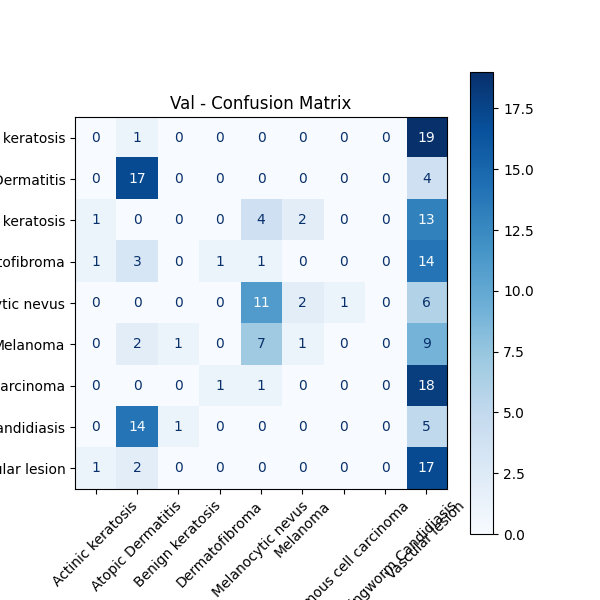 Val - Confusion Matrix
keratosis 0 1 0 0 0 0 0 0 19
Dermatitis 0 17 0 0 0 0 0 0 4
keratosis 1 0 0 0 4 2 0 0 13
tofibroma 1 3 0 1 1 0 0 0 14
ytic nevus 0 0 0 0 11 2 1 0 6
Melanoma 0 2 1 0 7 1 0 0 9
arcinoma 0 0 0 1 1 0 0 0 18
andidiasis 0 14 1 0 0 0 0 0 5
ular lesion 1 2 0 0 0 0 0 0 17
Actinic keratosis
Atopic Dermatitis
Benign keratosis
Dermatofibroma
Melanocytic nevus
Melanoma
mous cell carcinoma
ngworm Candidiasis
Vascular lesion
17.5
15.0
12.5
10.0
7.5
5.0
2.5
0.0